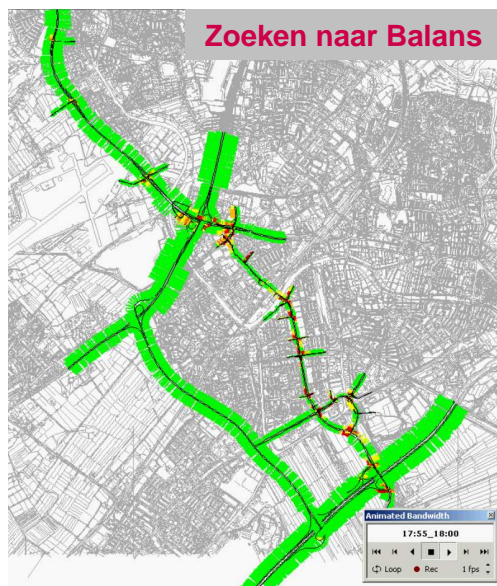 Zoeken naar Balans
Animated Bandwidth
17:55_18:00
Loop Rec 1 fps